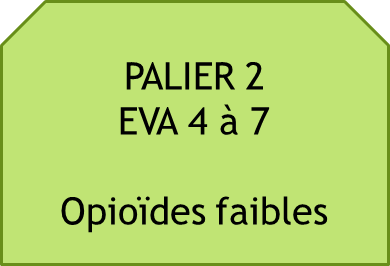 PALIER 2
EVA 4 à 7
Opioïdes faibles